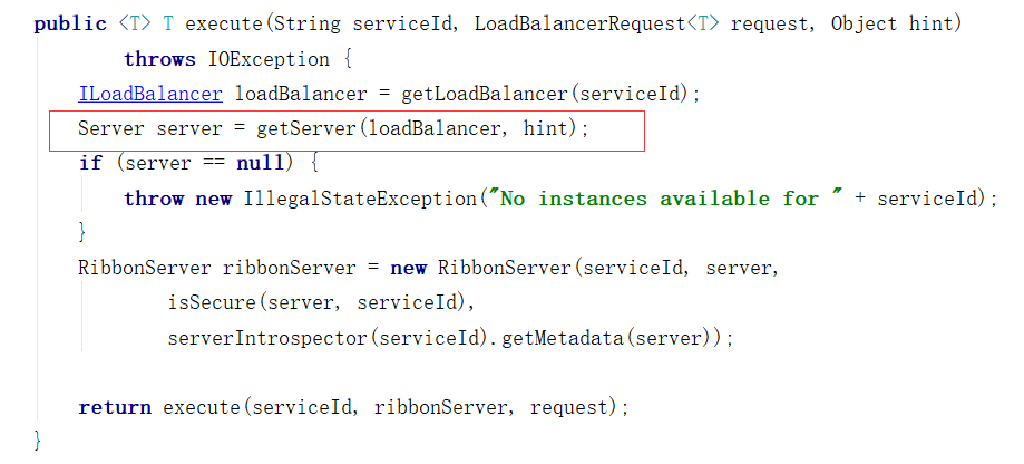 public <T> T execute(String serviceId, LoadBalancerRequest<T> request, Object hint)
throws IOException {
ILoadBalancer loadBalancer = getLoadBalancer(serviceId);
Server server = getServer(loadBalancer, hint);
if (server == null) {
throw new IllegalStateException("No instances available for " + serviceId);
}
RibbonServer ribbonServer = new RibbonServer(serviceId, server,
isSecure(server, serviceId),
serverIntrospector(serviceId).getMetadata(server));
return execute(serviceId, ribbonServer, request);
}